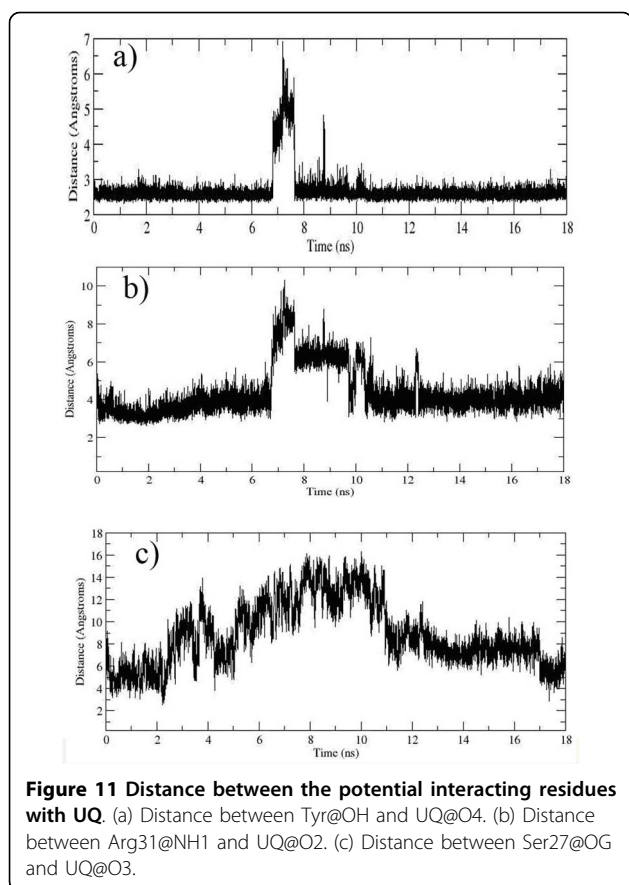 7
a)
6
5
4
3
2
Distance (Angstroms)
0 2 4 6 8 10 12 14 16 18
Time (ns)
10
b)
8
6
4
2
Distance (Angstroms)
0 2 4 6 8 10 12 14 16 18
Time (ns)
18
16
c)
14
12
10
8
6
4
2
Distance (Angstroms)
0 2 4 6 8 10 12 14 16 18
Time (ns)
Figure 11 Distance between the potential interacting residues
with UQ. (a) Distance between Tyr@OH and UQ@O4. (b) Distance
between Arg31@NH1 and UQ@O2. (c) Distance between Ser27@OG
and UQ@O3.